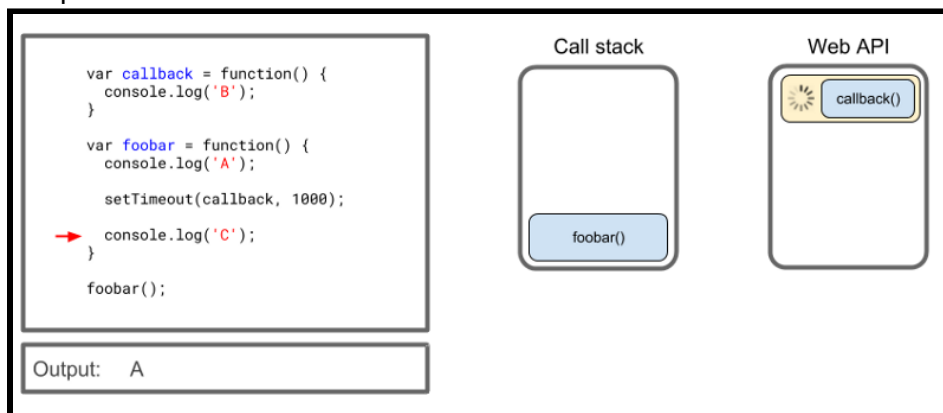 var callback = function() {
console.log('B');
}
var foobar = function() {
console.log('A');
setTimeout(callback, 1000);
console.log('C');
}
foobar();
Output: A
Call stack
foobar()
Web API
callback()